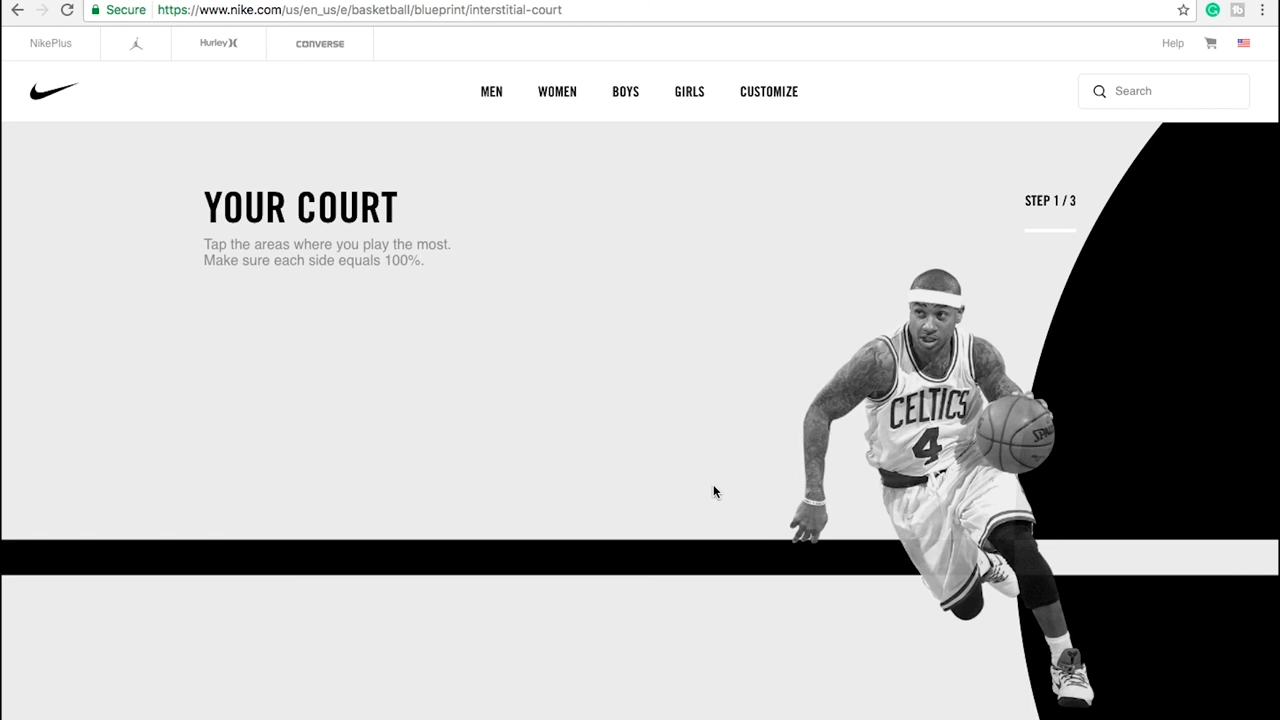 Secure https://www.nike.com/us/en_us/e/basketball/blueprint/interstitial-court
NikePlus Hurley CONVERSE Help
MEN WOMEN BOYS GIRLS CUSTOMIZE Search
YOUR COURT STEP 1 / 3
Tap the areas where you play the most.
Make sure each side equals 100%.
CELTICS
4